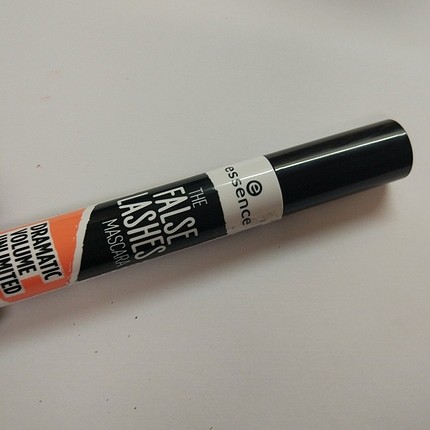 essence
THE
FALSE
LASHES
MASCARA
DRAMATIC
VOLUME
UNLIMITED